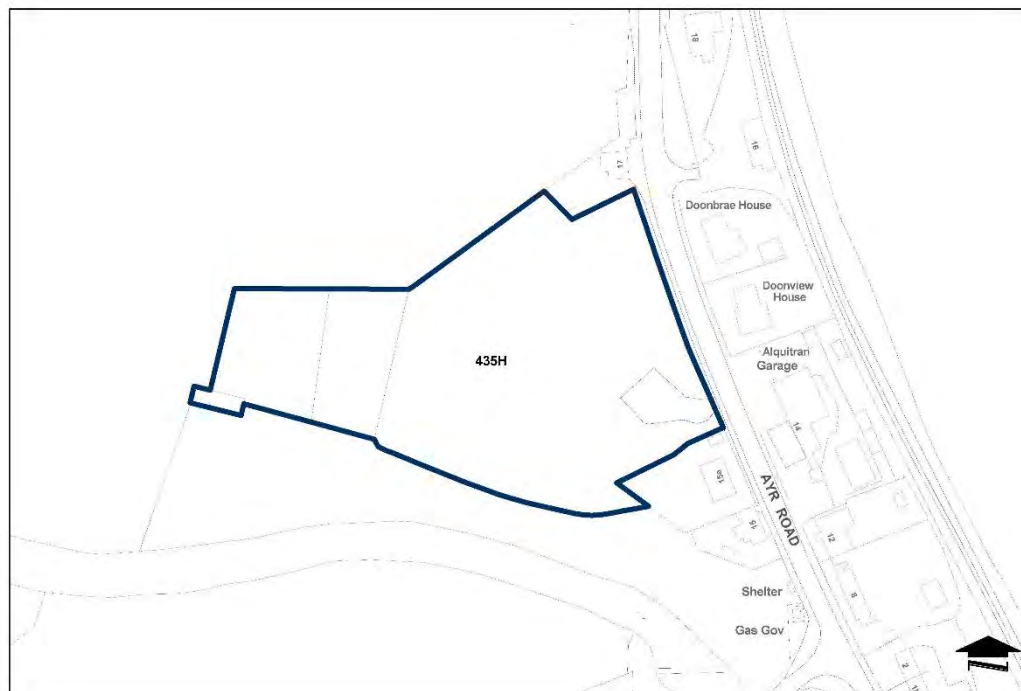 18
17
16
Doonbrae House
Doonview
House
Alquitran
Garage
435H
14
15a
15
AYR ROAD
12
8
Shelter
Gas Gov
2